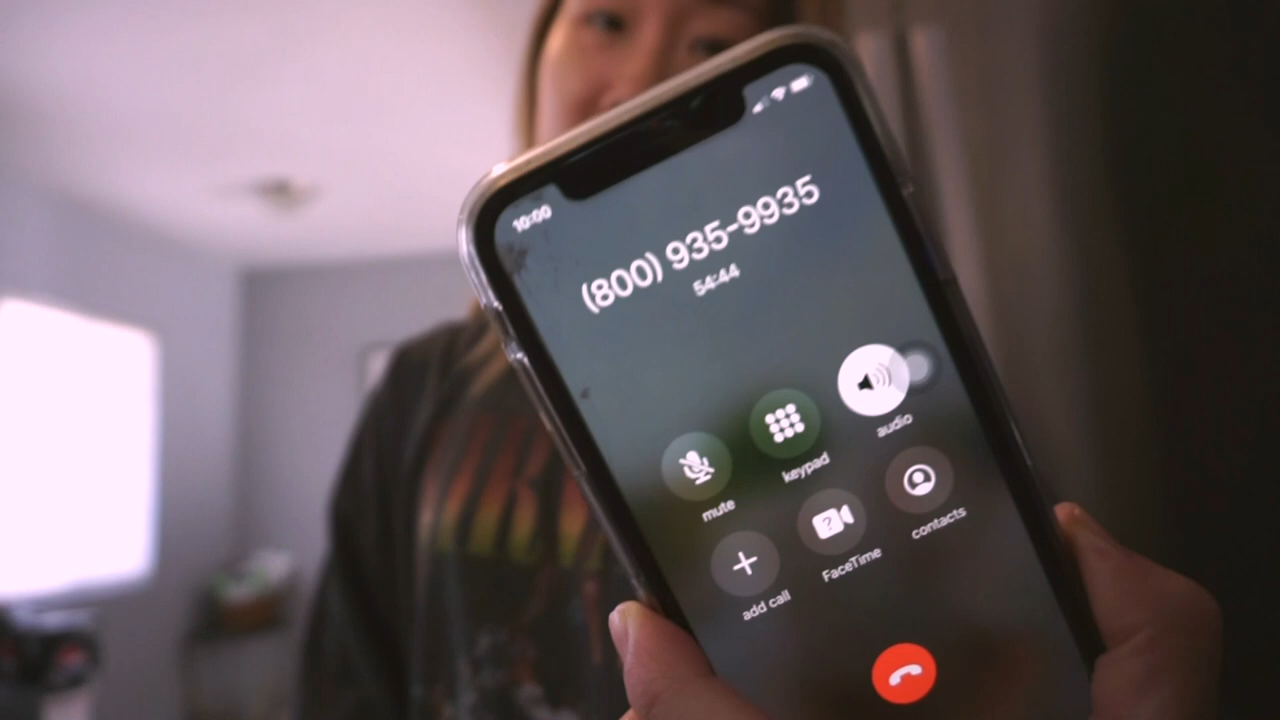 10:00
(800) 935-9935
54:44
mute
keypad
audio
add call
FaceTime
contacts